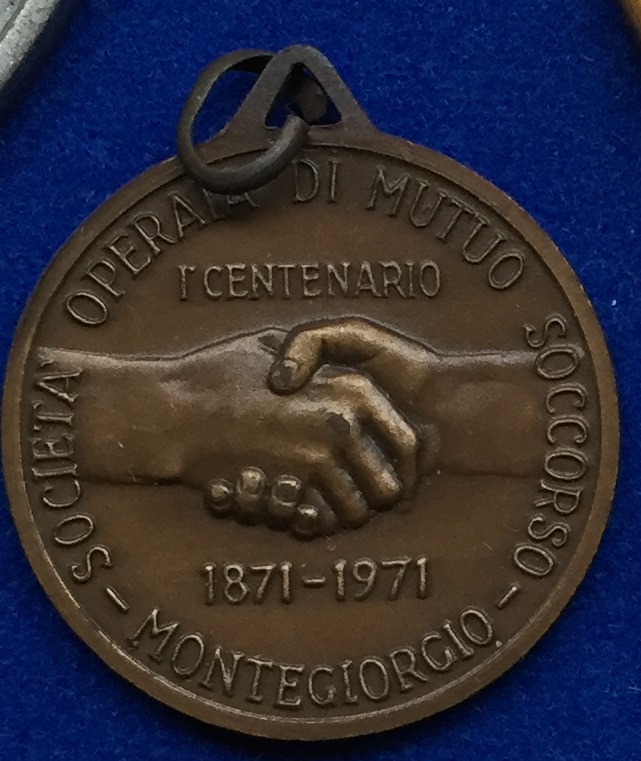 SOCIETA' OPERAIA DI MUTUO SOCCORSO - MONTEGIORGIO -
I° CENTENARIO
1871-1971